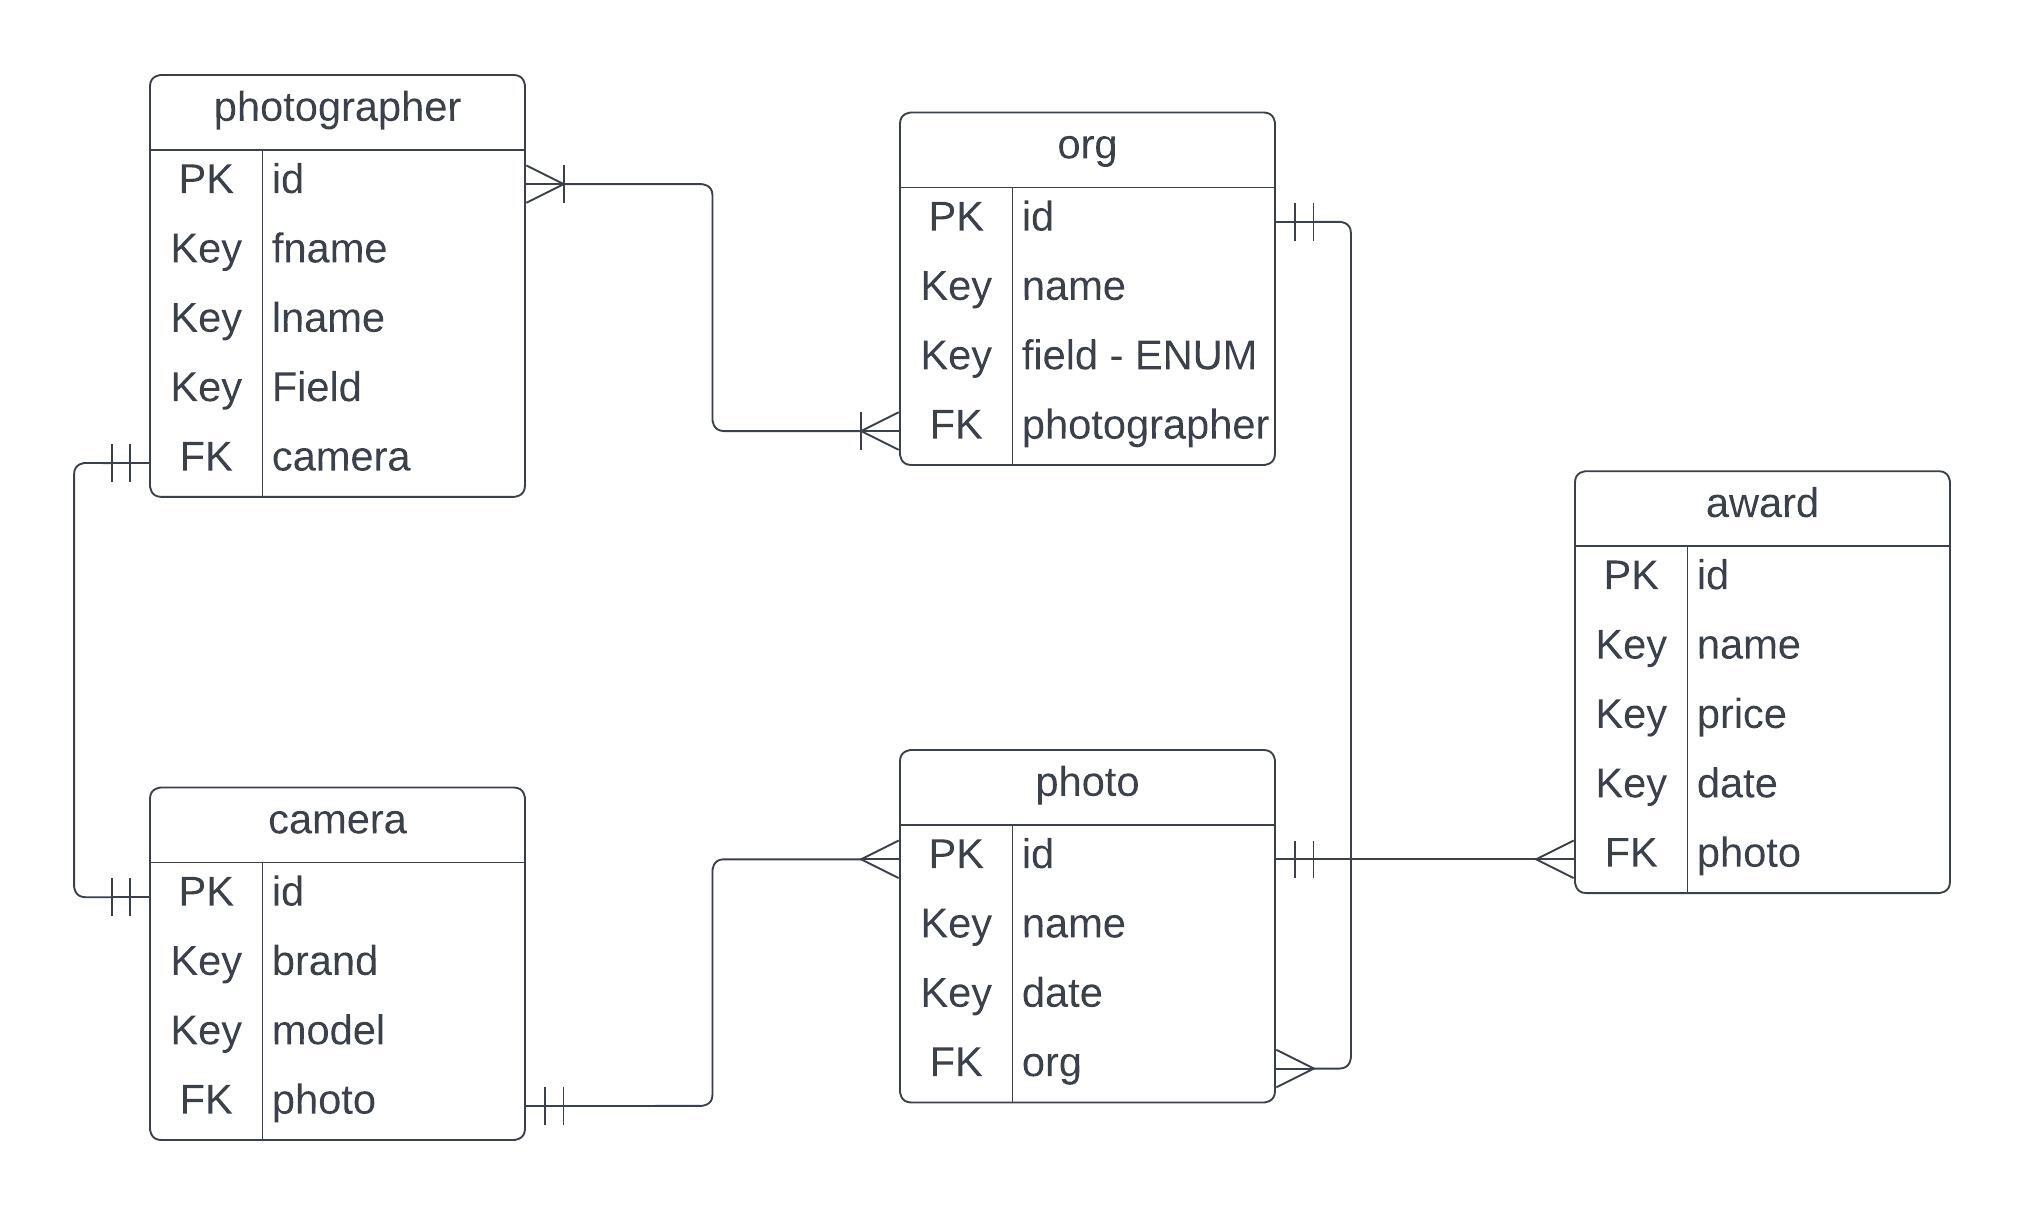 photographer
PK id
Key fname
Key lname
Key Field
FK camera
org
PK id
Key name
Key field - ENUM
FK photographer
award
PK id
Key name
Key price
Key date
FK photo
camera
PK id
Key brand
Key model
FK photo
photo
PK id
Key name
Key date
FK org